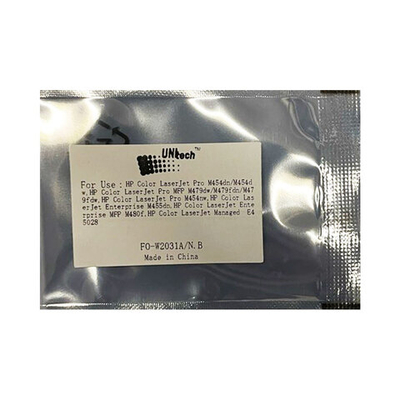 UNItech™
For Use：HP Color LaserJet Pro M454dn/M454d
w,HP Color LaserJet Pro MFP M479dw/M479fdn/M47
9fdw,HP Color LaserJet Pro M454nw,HP Color Las
erJet Enterprise M455dn,HP Color LaserJet Ente
rprise MFP M480f,HP Color LaserJet Managed E4
5028
FO-W2031A/N.B
Made in China